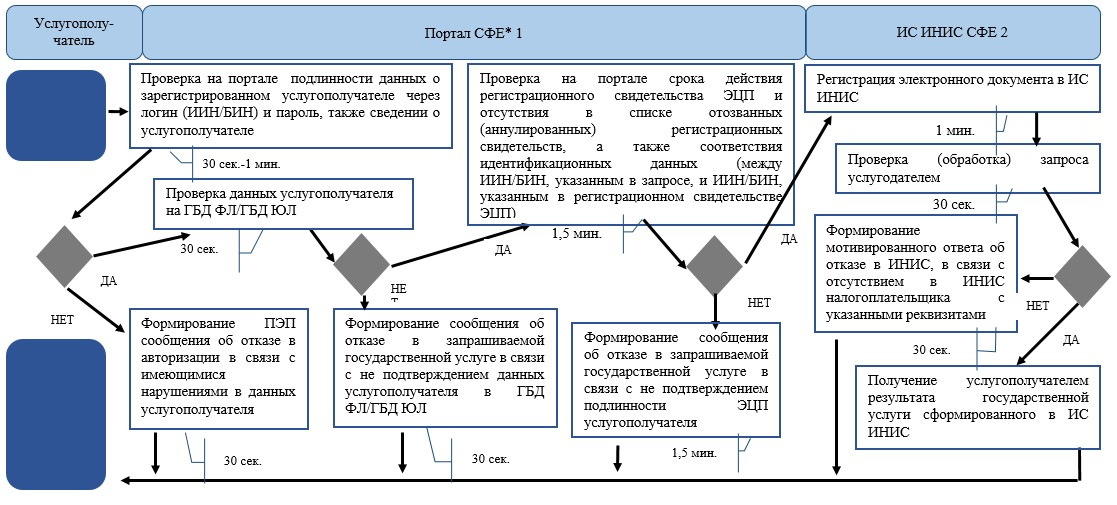 Услугополу-
чатель
Портал СФЕ* 1
ИС ИНИС СФЕ 2
Проверка на портале подлинности данных о
зарегистрированном услугополучателе через
логин (ИИН/БИН) и пароль, также сведении о
услугополучателе
30 сек.-1 мин.
Проверка данных услугополучателя
на ГБД ФЛ/ГБД ЮЛ
30 сек.
ДА
НЕТ
Проверка на портале срока действия
регистрационного свидетельства ЭЦП и
отсутствия в списке отозванных
(аннулированных) регистрационных
свидетельств, а также соответствия
идентификационных данных (между
ИИН/БИН, указанным в запросе, и ИИН/БИН,
указанным в регистрационном свидетельстве
ЭЦП)
1,5 мин.
ДА
НЕ
Т
ДА
НЕТ
Регистрация электронного документа в ИС
ИНИС
1 мин.
Проверка (обработка) запроса
услугодателем
30 сек.
Формирование
мотивированного ответа об
отказе в ИНИС, в связи с
отсутствием в ИНИС
налогоплательщика с
указанными реквизитами
НЕТ
ДА
30 сек.
Формирование ПЭП
сообщения об отказе в
авторизации в связи с
имеющимися
нарушениями в данных
услугополучателя
30 сек.
Формирование сообщения об
отказе в запрашиваемой
государственной услуге в связи
с не подтверждением данных
услугополучателя в ГБД
ФЛ/ГБД ЮЛ
30 сек.
Формирование сообщения
об отказе в запрашиваемой
государственной услуге в
связи с не подтверждением
подлинности ЭЦП
услугополучателя
1,5 мин.
Получение услугополучателем
результата государственной
услуги сформированного в ИС
ИНИС